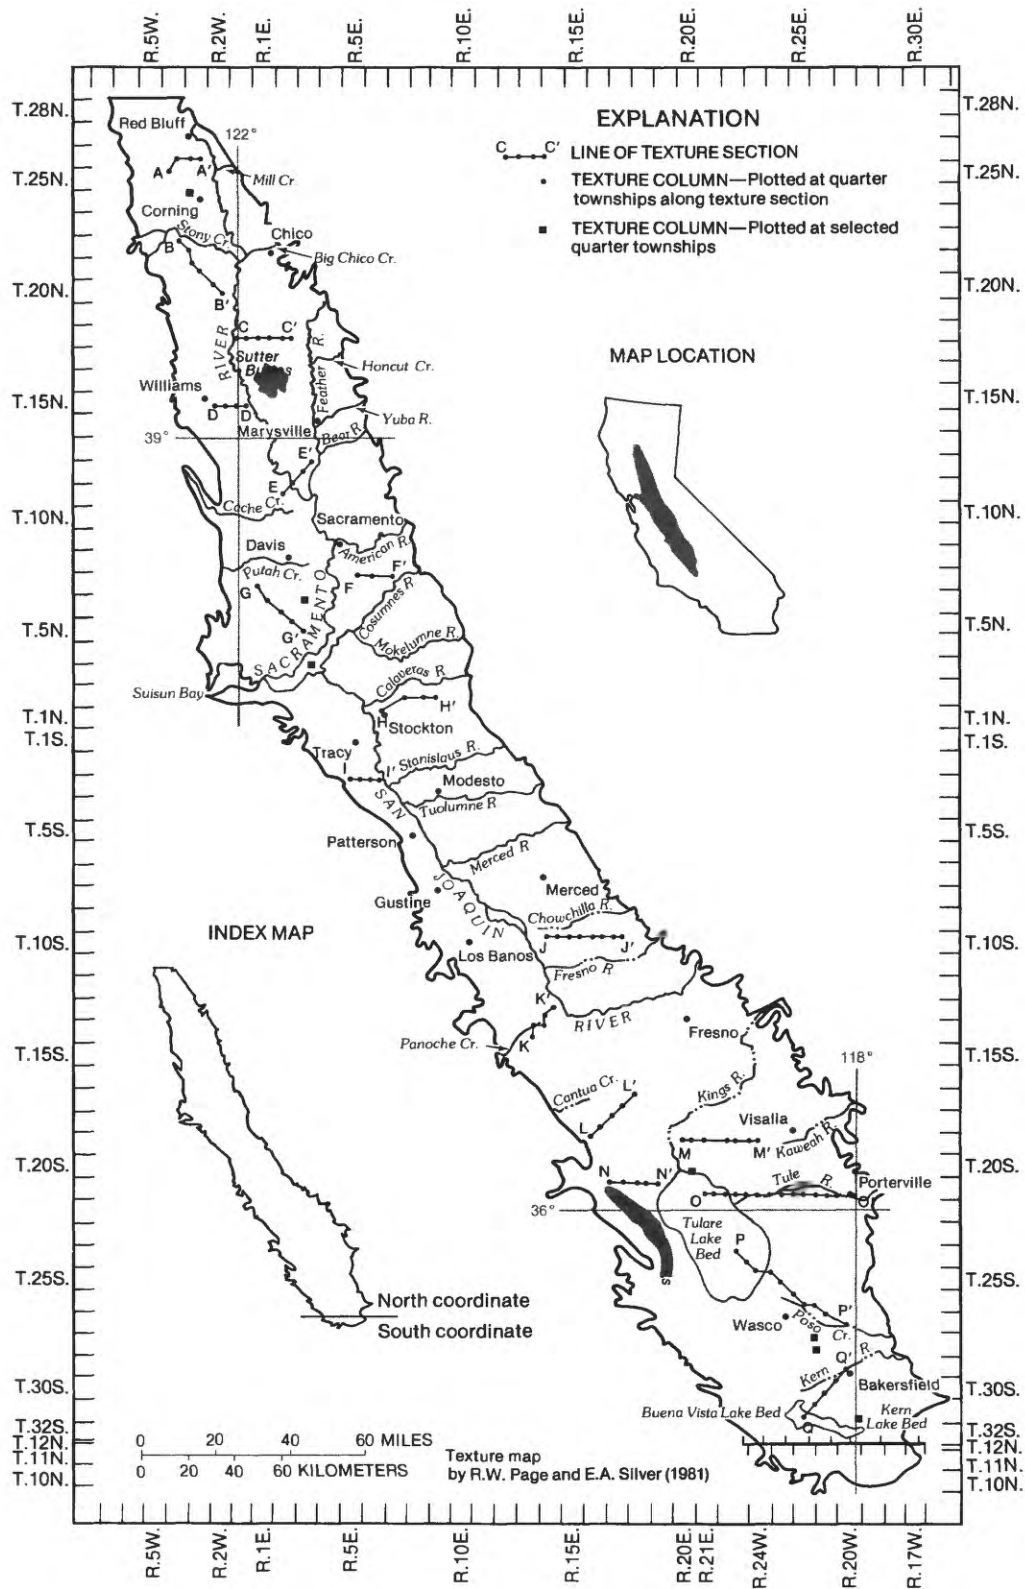 R.5W. R.2W. R.1E. R.5E. R.10E. R.15E. R.20E. R.25E. R.30E.
T.28N.
T.25N.
T.20N.
T.15N.
T.10N.
T.5N.
T.1N.
T.1S.
T.5S.
T.10S.
T.15S.
T.20S.
T.25S.
T.30S.
T.32S.
T.12N.
T.11N.
T.10N.
EXPLANATION
C C' LINE OF TEXTURE SECTION
TEXTURE COLUMN—Plotted at quarter
townships along texture section
TEXTURE COLUMN—Plotted at selected
quarter townships
MAP LOCATION
Red Bluff
122°
A A'
Mill Cr.
Corning
Stony Cr.
B
Chico
Big Chico Cr.
B'
C C'
RIVER
Sutter
Buttes
Feather R.
Honcut Cr.
Williams
D D
Yuba R.
Marysville
39°
Bear R.
E'
E
Cache Cr.
Sacramento
American R.
Davis
Putah Cr.
F F'
G
Cosumnes R
G'
Mokelumne R.
SACRAMENTO
Calaveras R
Suisun Bay
H H'
Stockton
Tracy
I I'
Stanislaus R.
Modesto
SAN
Tuolumne R
Patterson
Merced R
JOAQUIN
Merced
Gustine
Chowchilla R.
INDEX MAP
Los Banos
J J'
Fresno R
K'
RIVER
Fresno
Panoche Cr.
K
118°
Cantua Cr.
L'
Kings R.
L
Visalia
M M'
Kaweah R.
N N'
Tule R.
Porterville
O O'
36°
Tulare
Lake
Bed
P
S
North coordinate
South coordinate
Wasco
Poso
Cr.
P'
Q'
Kern R.
Bakersfield
Buena Vista Lake Bed
Q
Kern
Lake Bed
0 20 40 60 MILES
0 20 40 60 KILOMETERS
Texture map
by R.W. Page and E.A. Silver (1981)
T.28N.
T.25N.
T.20N.
T.15N.
T.10N.
T.5N.
T.1N.
T.1S.
T.5S.
T.10S.
T.15S.
T.20S.
T.25S.
T.30S.
T.32S.
T.12N.
T.11N.
T.10N.
R.5W. R.2W. R.1E. R.5E. R.10E. R.15E. R.20E. R.21E. R.24W. R.20W. R.17W.